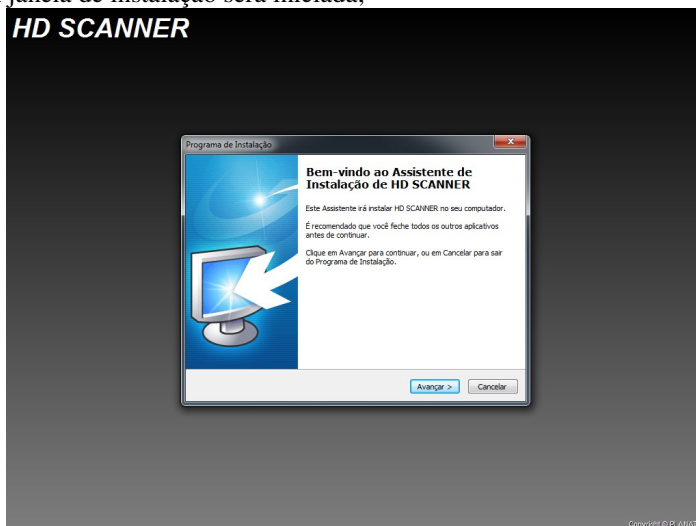 janela de instalação será iniciada;
HD SCANNER
Programa de Instalação
Bem-vindo ao Assistente de
Instalação de HD SCANNER
Este Assistente irá instalar HD SCANNER no seu computador.
É recomendado que você feche todos os outros aplicativos
antes de continuar.
Clique em Avançar para continuar, ou em Cancelar para sair
do Programa de Instalação.
Avançar >
Cancelar
Copyright © PLANAT